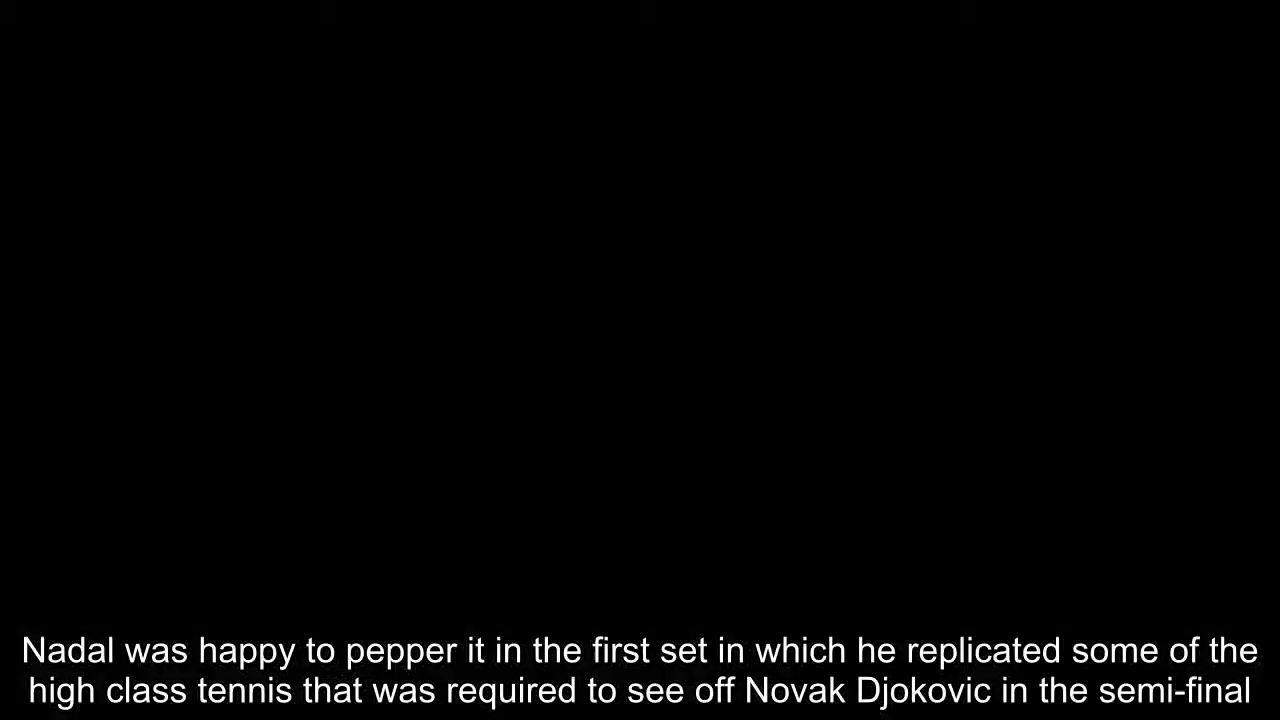 Nadal was happy to pepper it in the first set in which he replicated some of the
high class tennis that was required to see off Novak Djokovic in the semi-final